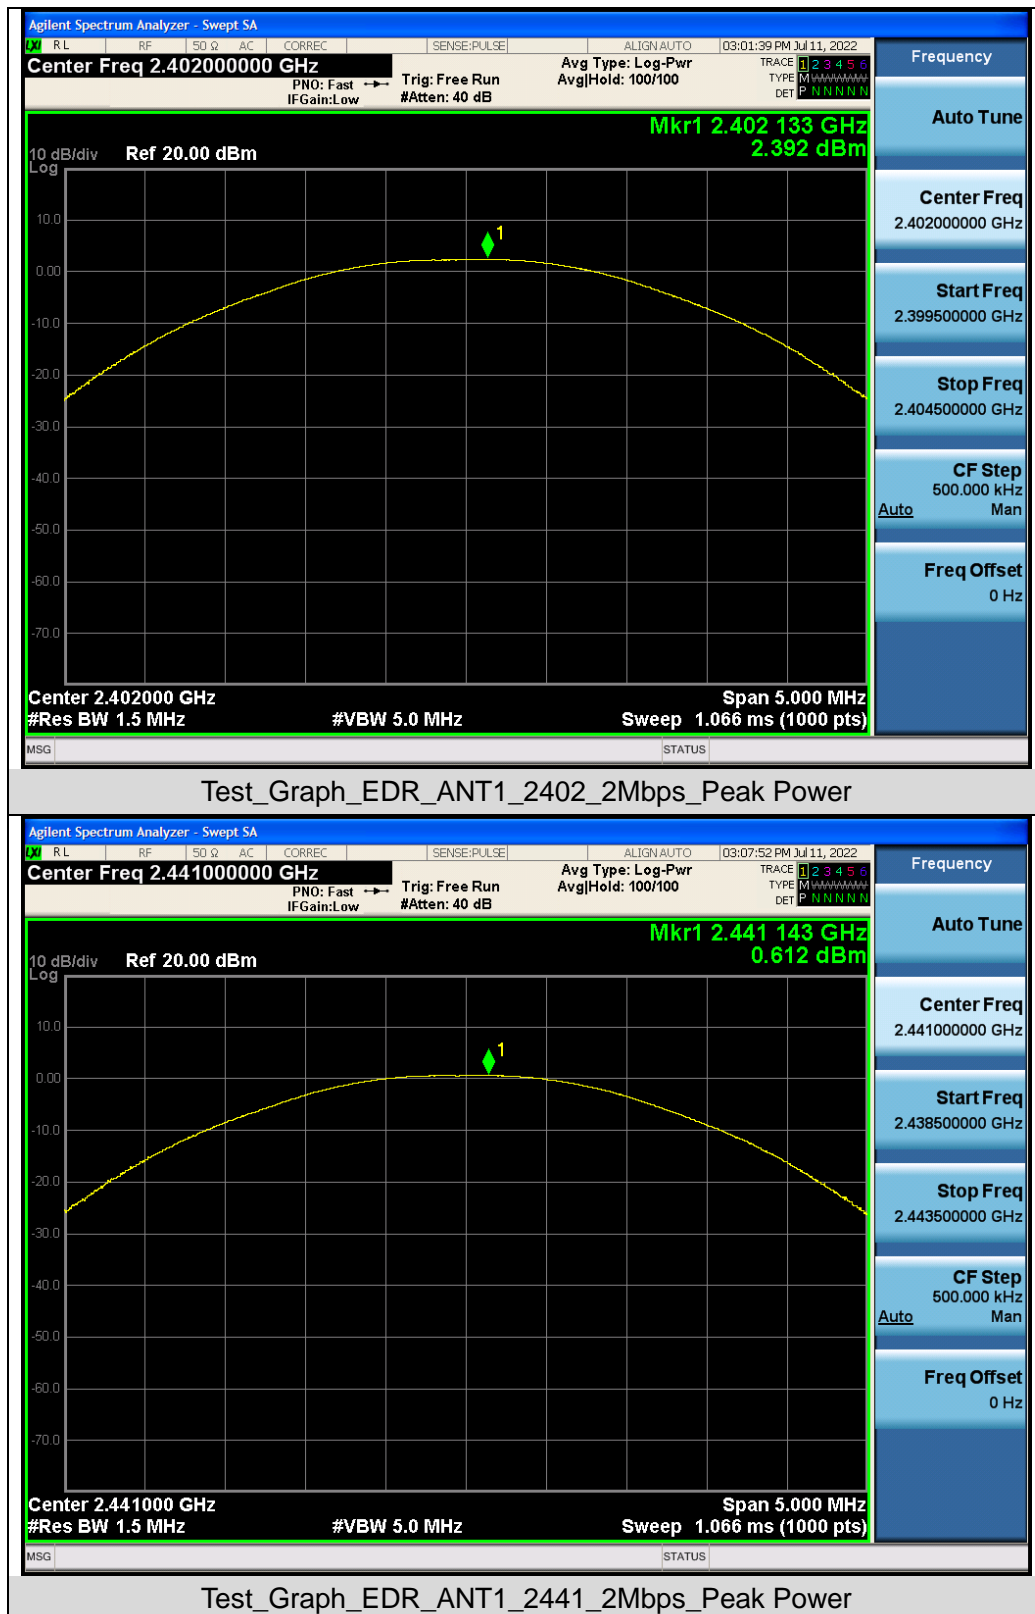 Agilent Spectrum Analyzer - Swept SA
LXI RL RF 50 Ω AC CORREC SENSE:PULSE ALIGN AUTO 03:01:39 PM Jul 11, 2022
Center Freq 2.402000000 GHz
PNO: Fast
IFGain:Low
Trig: Free Run
#Atten: 40 dB
Avg Type: Log-Pwr
Avg|Hold: 100/100
TRACE 1 2 3 4 5 6
TYPE M
DET P N N N N N
Mkr1 2.402 133 GHz
2.392 dBm
10 dB/div Ref 20.00 dBm
Log
10.0
1
0.00
-10.0
-20.0
-30.0
-40.0
-50.0
-60.0
-70.0
Center 2.402000 GHz Span 5.000 MHz
#Res BW 1.5 MHz #VBW 5.0 MHz Sweep 1.066 ms (1000 pts)
MSG STATUS
Frequency
Auto Tune
Center Freq
2.402000000 GHz
Start Freq
2.399500000 GHz
Stop Freq
2.404500000 GHz
CF Step
500.000 kHz
Auto Man
Freq Offset
0 Hz
Test_Graph_EDR_ANT1_2402_2Mbps_Peak Power
Agilent Spectrum Analyzer - Swept SA
LXI RL RF 50 Ω AC CORREC SENSE:PULSE ALIGN AUTO 03:07:52 PM Jul 11, 2022
Center Freq 2.441000000 GHz
PNO: Fast
IFGain:Low
Trig: Free Run
#Atten: 40 dB
Avg Type: Log-Pwr
Avg|Hold: 100/100
TRACE 1 2 3 4 5 6
TYPE M
DET P N N N N N
Mkr1 2.441 143 GHz
0.612 dBm
10 dB/div Ref 20.00 dBm
Log
10.0
1
0.00
-10.0
-20.0
-30.0
-40.0
-50.0
-60.0
-70.0
Center 2.441000 GHz Span 5.000 MHz
#Res BW 1.5 MHz #VBW 5.0 MHz Sweep 1.066 ms (1000 pts)
MSG STATUS
Frequency
Auto Tune
Center Freq
2.441000000 GHz
Start Freq
2.438500000 GHz
Stop Freq
2.443500000 GHz
CF Step
500.000 kHz
Auto Man
Freq Offset
0 Hz
Test_Graph_EDR_ANT1_2441_2Mbps_Peak Power